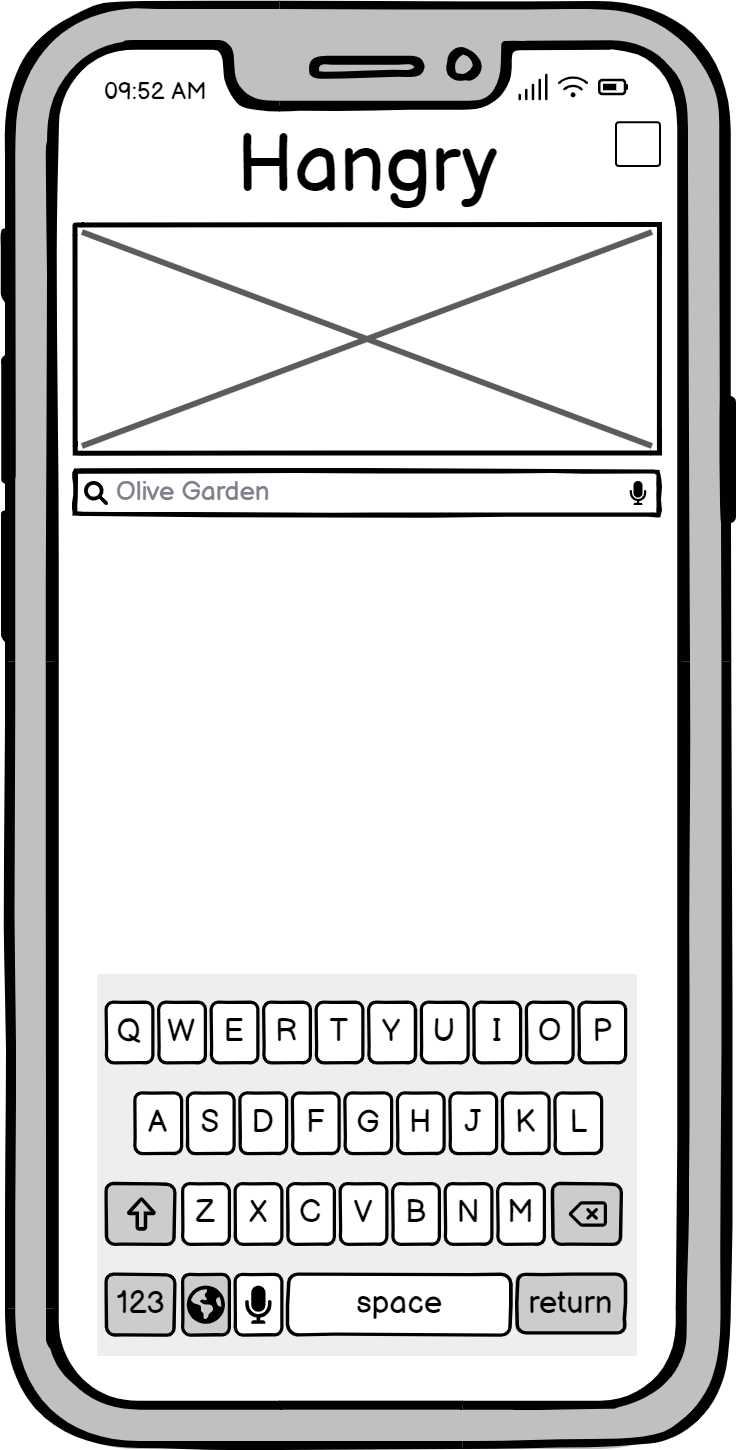 09:52 AM
Hangry
Olive Garden
Q W E R T Y U I O P
A S D F G H J K L
Z X C V B N M
123 space return